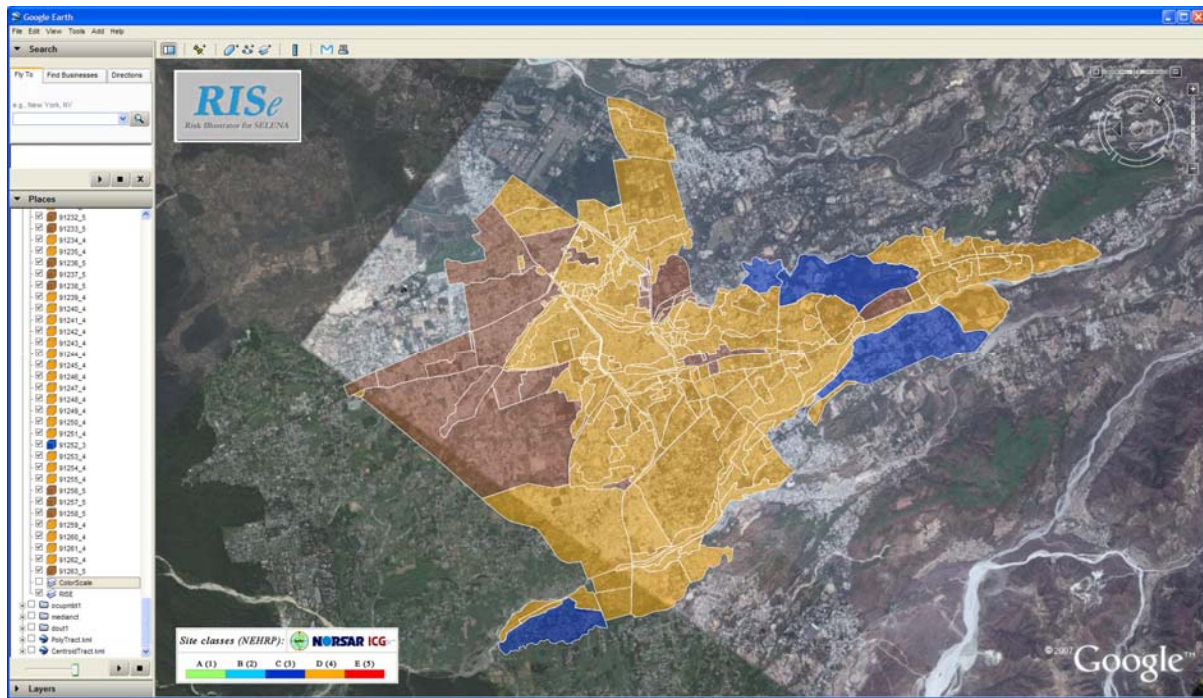 Google Earth
File Edit View Tools Add Help
Search
Fly To Find Businesses Directions
e.g., New York, NY
Places
91232_5
91233_5
91234_4
91235_4
91236_5
91237_5
91238_5
91239_4
91240_4
91241_4
91242_4
91243_4
91244_4
91245_4
91246_4
91247_4
91248_4
91249_4
91250_4
91251_4
91252_3
91253_4
91254_4
91255_4
91256_5
91257_5
91258_5
91259_4
91260_4
91261_4
91262_4
91263_5
ColorScale
RISE
medianct
dout1
PolyTract.kml
CentroidTract.kml
Layers
RISe
Risk Illustrator for SELENA
Site classes (NEHRP): NORSAR ICG
A (1) B (2) C (3) D (4) E (5)
© 2007 Google™